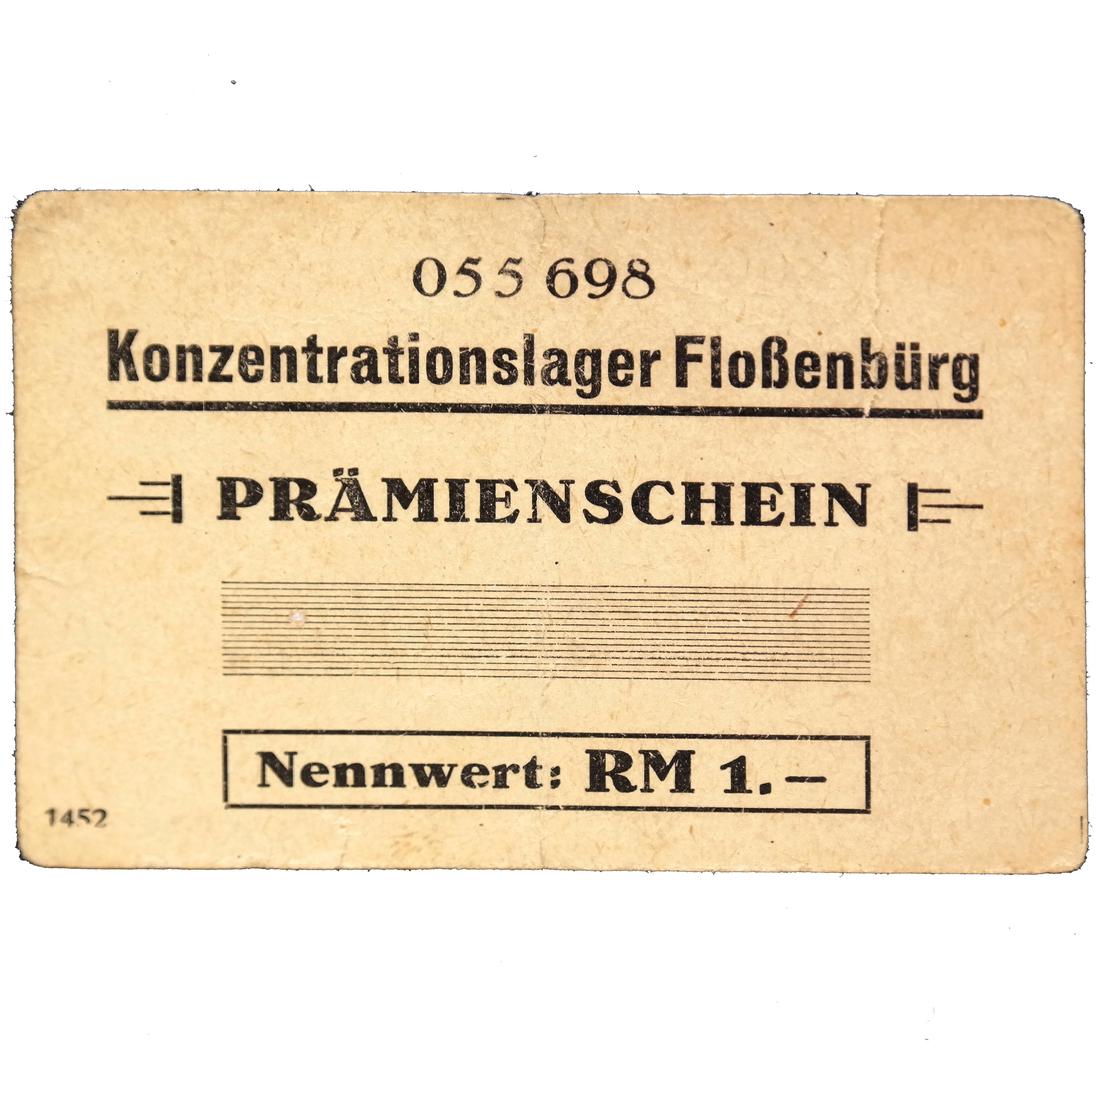 055 698
Konzentrationslager Floßenbürg
PRÄMIENSCHEIN
Nennwert: RM 1.—
1452